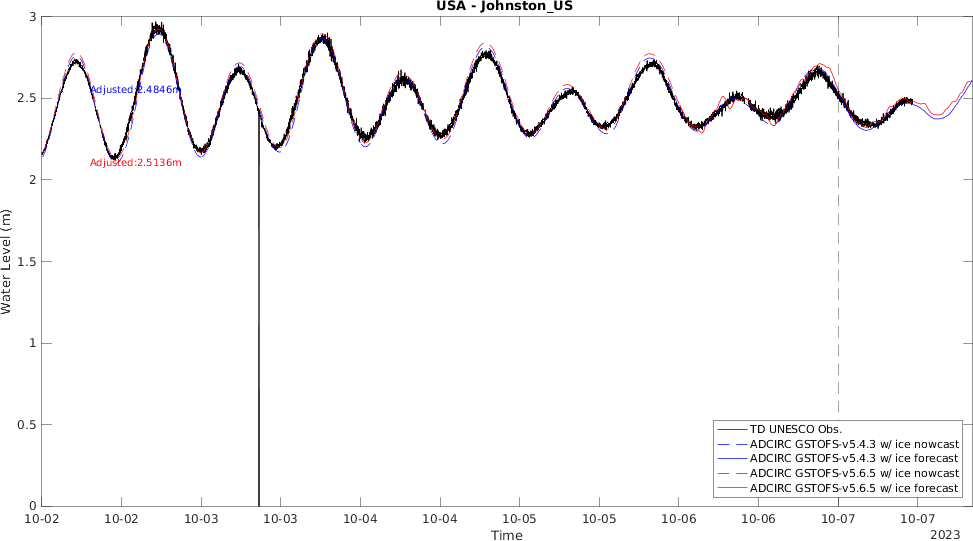 USA - Johnston_US
3
2.5
2
1.5
1
0.5
0
Water Level (m)
Adjusted:2.4846m
Adjusted:2.5136m
TD UNESCO Obs.
ADCIRC GSTOFS-v5.4.3 w/ ice nowcast
ADCIRC GSTOFS-v5.4.3 w/ ice forecast
ADCIRC GSTOFS-v5.6.5 w/ ice nowcast
ADCIRC GSTOFS-v5.6.5 w/ ice forecast
10-02 10-02 10-03 10-03 10-04 10-04 10-05 10-05 10-06 10-06 10-07 10-07
Time
2023